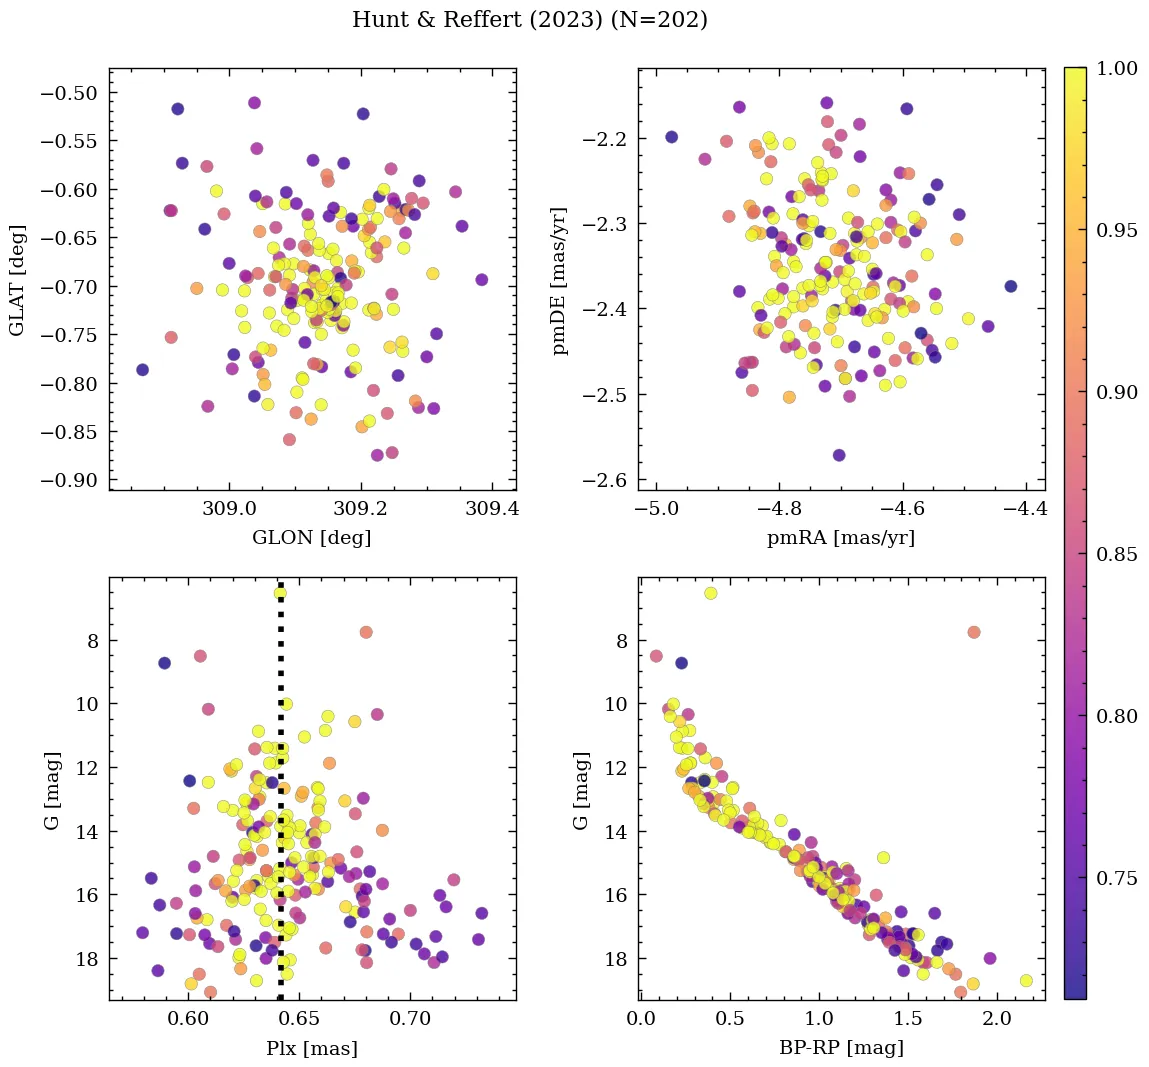 Hunt & Reffert (2023) (N=202)
−0.50
−0.55
−0.60
−0.65
−0.70
−0.75
−0.80
−0.85
−0.90
GLAT [deg]
309.0 309.2 309.4
GLON [deg]
−2.2
−2.3
−2.4
−2.5
−2.6
pmDE [mas/yr]
−5.0 −4.8 −4.6 −4.4
pmRA [mas/yr]
8
10
12
14
16
18
G [mag]
0.60 0.65 0.70
Plx [mas]
8
10
12
14
16
18
G [mag]
0.0 0.5 1.0 1.5 2.0
BP-RP [mag]
1.00
0.95
0.90
0.85
0.80
0.75